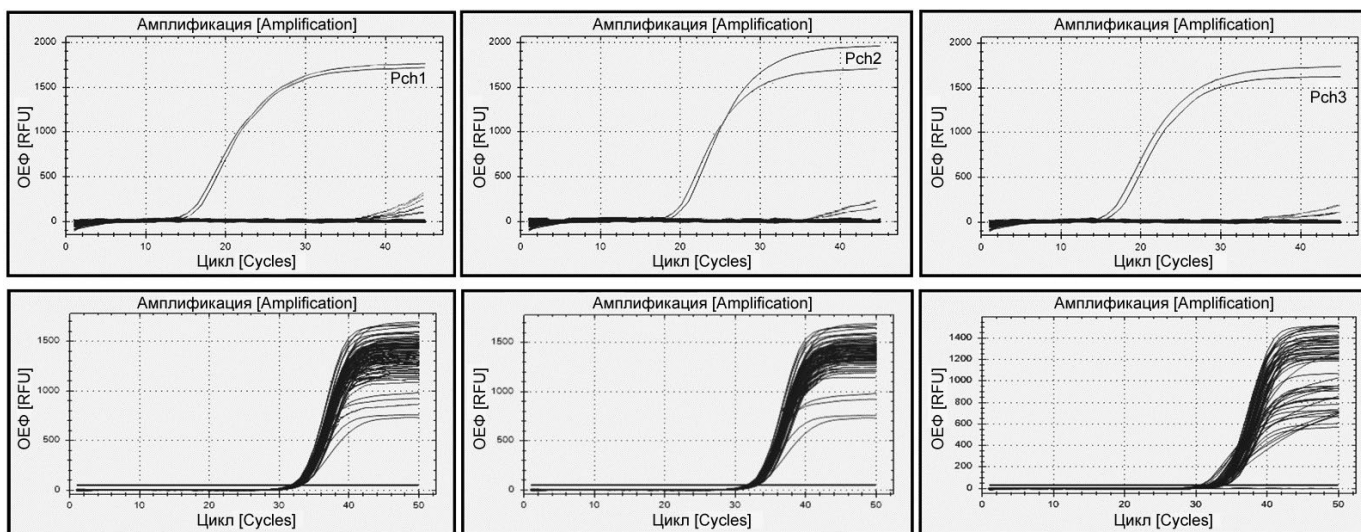 Амплификация [Amplification]
ОЕФ [RFU]
2000
1500
1000
500
0
Pch1
0 10 20 30 40
Цикл [Cycles]
Амплификация [Amplification]
ОЕФ [RFU]
2000
1500
1000
500
0
Pch2
0 10 20 30 40
Цикл [Cycles]
Амплификация [Amplification]
ОЕФ [RFU]
2000
1500
1000
500
0
Pch3
0 10 20 30 40
Цикл [Cycles]
Амплификация [Amplification]
ОЕФ [RFU]
1500
1000
500
0
0 10 20 30 40 50
Цикл [Cycles]
Амплификация [Amplification]
ОЕФ [RFU]
1500
1000
500
0
0 10 20 30 40 50
Цикл [Cycles]
Амплификация [Amplification]
ОЕФ [RFU]
1400
1200
1000
800
600
400
200
0
0 10 20 30 40 50
Цикл [Cycles]